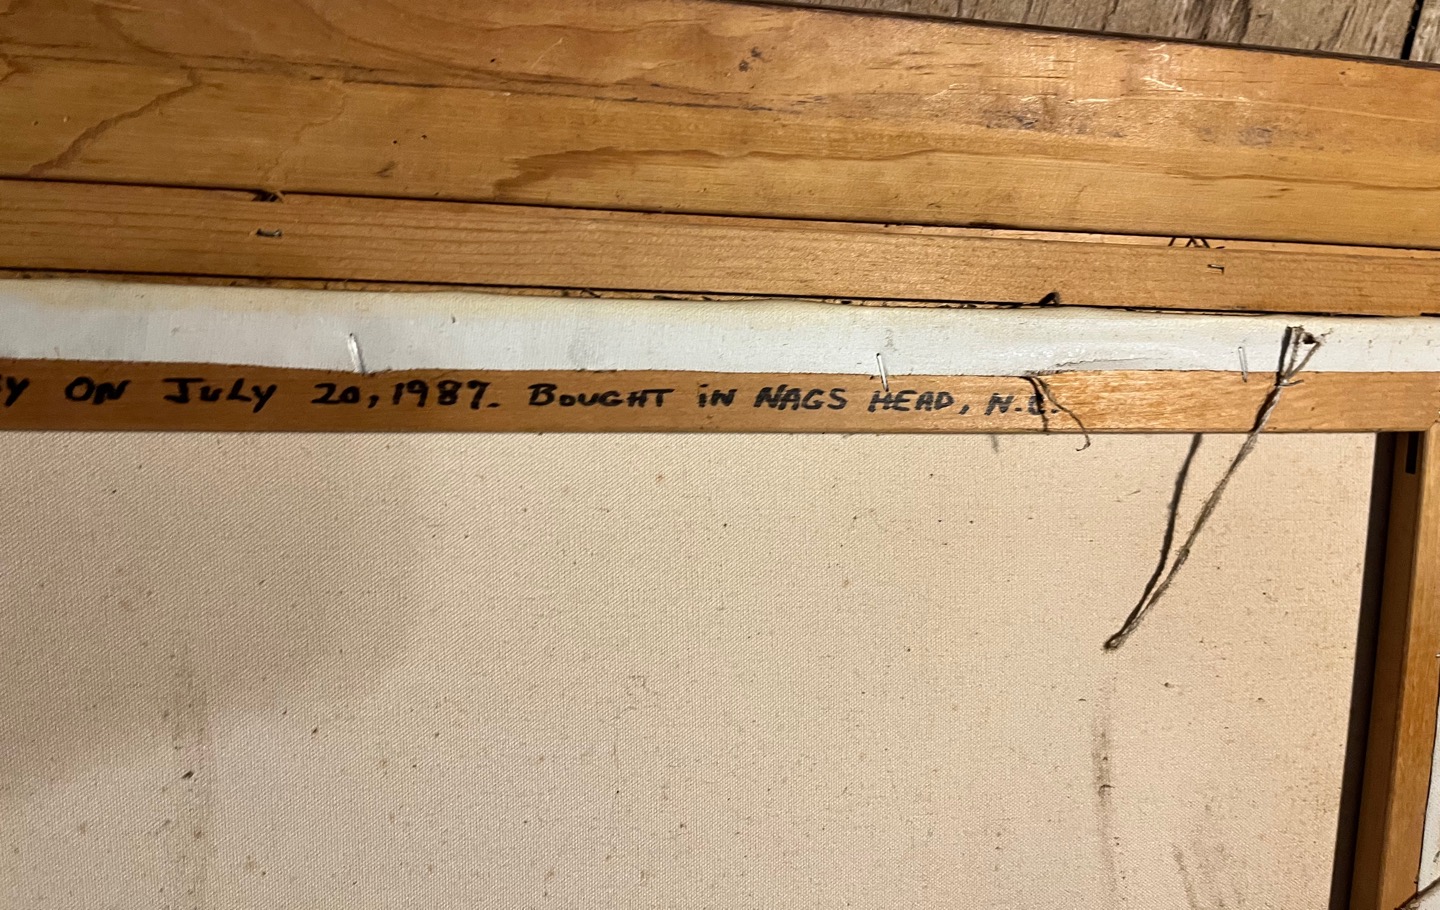 Y ON JULY 20, 1987. BOUGHT iN NAGS HEAD, N.C.